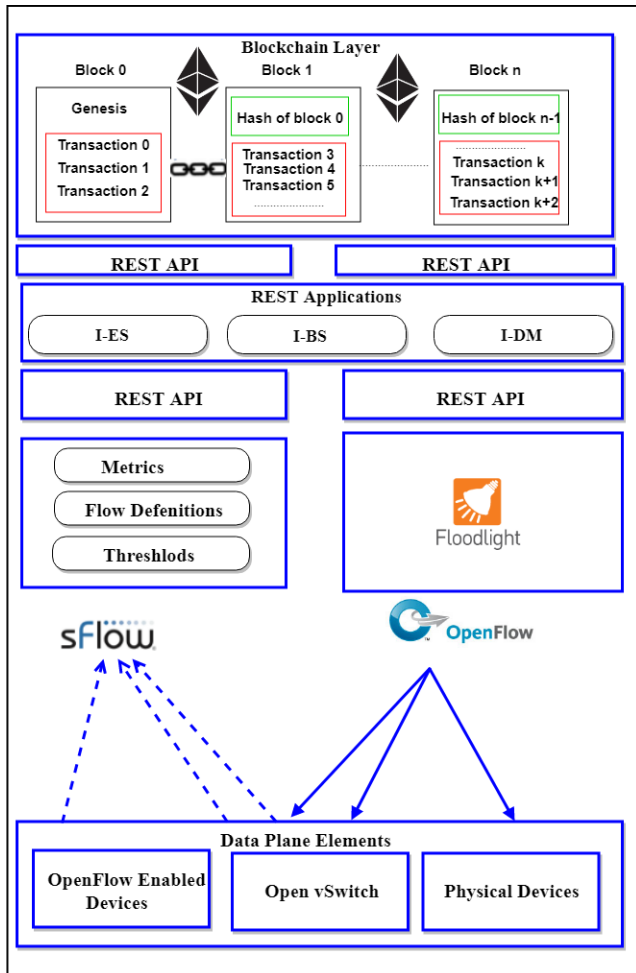 Blockchain Layer
Block 0
Block 1
Block n
Genesis
Transaction 0
Transaction 1
Transaction 2
Hash of block 0
Transaction 3
Transaction 4
Transaction 5
Hash of block n-1
Transaction k
Transaction k+1
Transaction k+2
REST API
REST API
REST Applications
I-ES
I-BS
I-DM
REST API
REST API
Metrics
Flow Defenitions
Threshlods
Floodlight
sFlow
OpenFlow
TM
Data Plane Elements
OpenFlow Enabled
Devices
Open vSwitch
Physical Devices